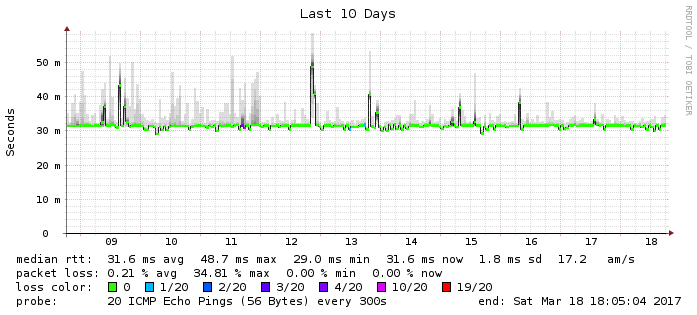 Last 10 Days
RRDTOOL / TOBI OETIKER
Seconds
50 m
40 m
30 m
20 m
10 m
0
09 10 11 12 13 14 15 16 17 18
median rtt: 31.6 ms avg 48.7 ms max 29.0 ms min 31.6 ms now 1.8 ms sd 17.2 am/s
packet loss: 0.21 % avg 34.81 % max 0.00 % min 0.00 % now
loss color: 0 1/20 2/20 3/20 4/20 10/20 19/20
probe: 20 ICMP Echo Pings (56 Bytes) every 300s end: Sat Mar 18 18:05:04 2017